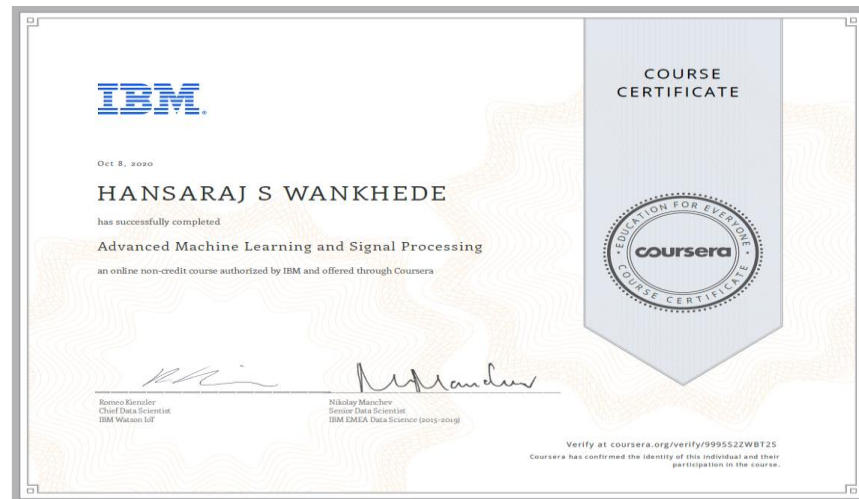 IBM
Oct 8, 2020
HANSARAJ S WANKHEDE
has successfully completed
Advanced Machine Learning and Signal Processing
an online non-credit course authorized by IBM and offered through Coursera
COURSE
CERTIFICATE
EDUCATION FOR EVERYONE
coursera
COURSE CERTIFICATE
Romeo Kienzler
Chief Data Scientist
IBM Watson IoT
Nikolay Manchev
Senior Data Scientist
IBM EMEA Data Science (2015-2019)
Verify at coursera.org/verify/999S52ZWBT2S
Coursera has confirmed the identity of this individual and their
participation in the course.